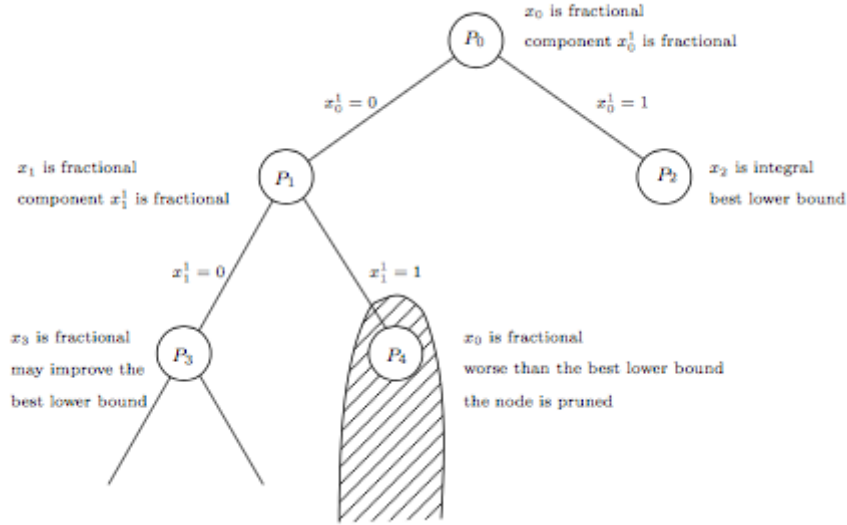 x₀ is fractional
component x₀¹ is fractional
P₀
x₀¹ = 0
x₀¹ = 1
x₁ is fractional
component x₁¹ is fractional
P₁
P₂
x₂ is integral
best lower bound
x₁¹ = 0
x₁¹ = 1
x₃ is fractional
may improve the
best lower bound
P₃
P₄
x₀ is fractional
worse than the best lower bound
the node is pruned